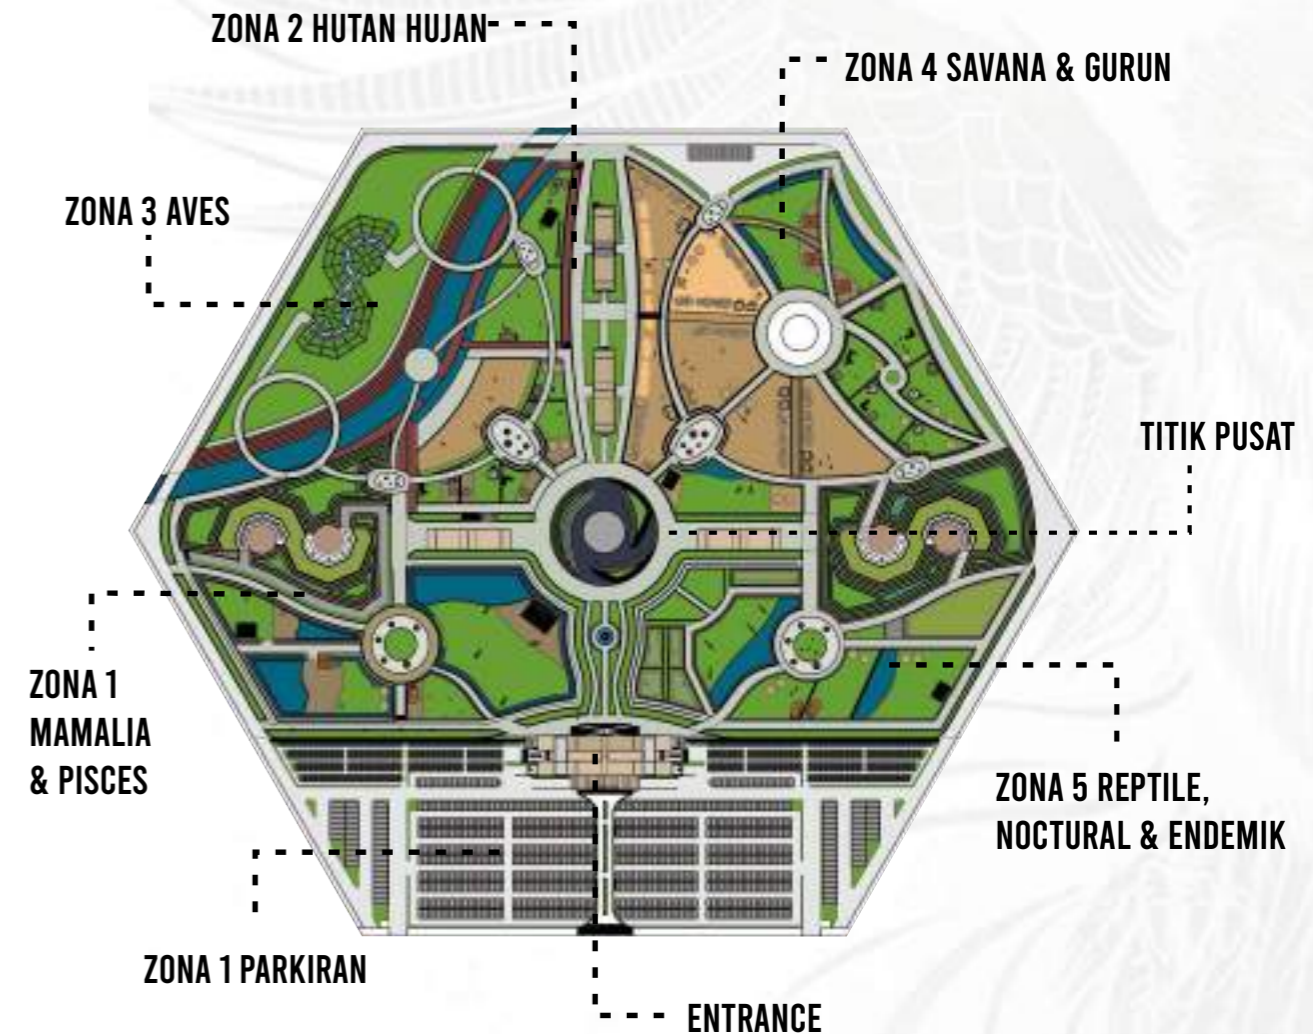 ZONA 2 HUTAN HUJAN
ZONA 4 SAVANA & GURUN
ZONA 3 AVES
TITIK PUSAT
ZONA 1
MAMALIA
& PISCES
ZONA 5 REPTILE,
NOCTURAL & ENDEMIK
ZONA 1 PARKIRAN
ENTRANCE